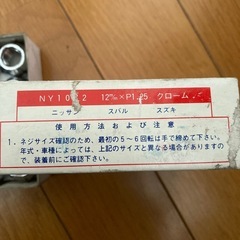 12㎜×P1.25 クローム
ニッサン スバル スズキ
使用方法および注意
1．ネジサイズ確認のため、最初の5～6回転は手で締めて下さい。
年式・車種によっては、上記のサイズと異なる場合がありますの
で、装着前にご確認下さい。